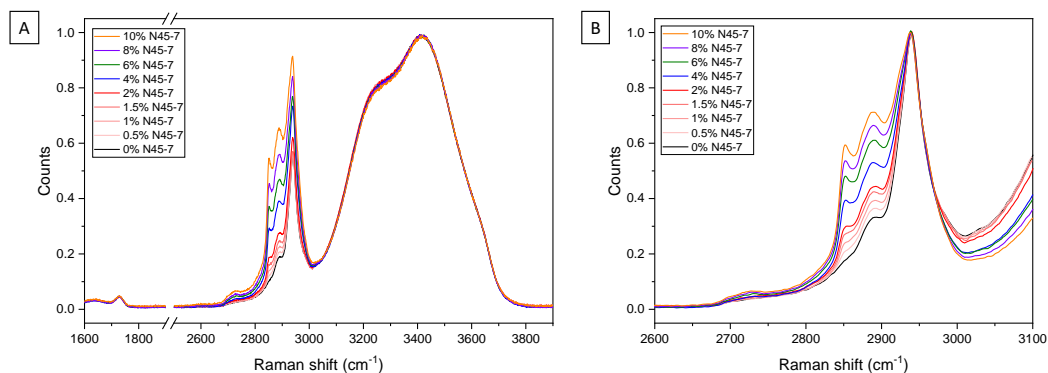 A
10% N45-7
8% N45-7
6% N45-7
4% N45-7
2% N45-7
1.5% N45-7
1% N45-7
0.5% N45-7
0% N45-7
Counts
1.0
0.8
0.6
0.4
0.2
0.0
1600 1800 2600 2800 3000 3200 3400 3600 3800
Raman shift (cm⁻¹)
B
10% N45-7
8% N45-7
6% N45-7
4% N45-7
2% N45-7
1.5% N45-7
1% N45-7
0.5% N45-7
0% N45-7
Counts
1.0
0.8
0.6
0.4
0.2
0.0
2600 2700 2800 2900 3000 3100
Raman shift (cm⁻¹)